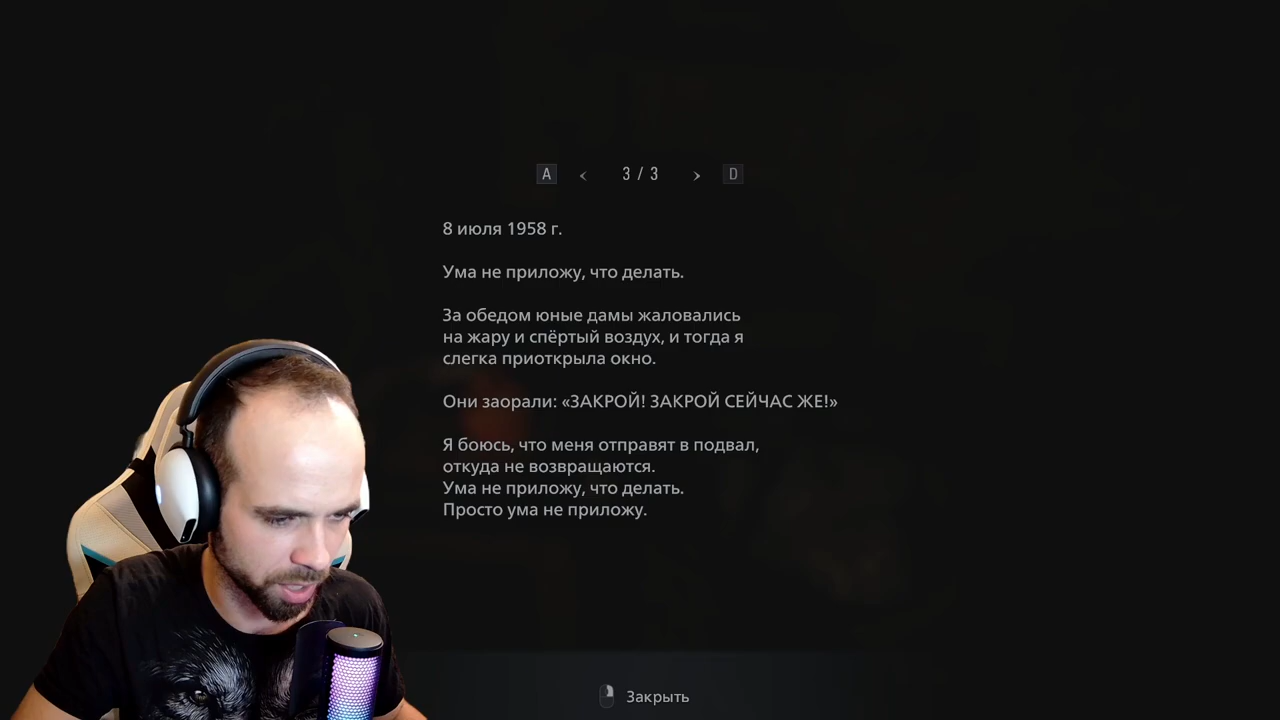 A < 3 / 3 > D
8 июля 1958 г.
Ума не приложу, что делать.
За обедом юные дамы жаловались
на жару и спёртый воздух, и тогда я
слегка приоткрыла окно.
Они заорали: «ЗАКРОЙ! ЗАКРОЙ СЕЙЧАС ЖЕ!»
Я боюсь, что меня отправят в подвал,
откуда не возвращаются.
Ума не приложу, что делать.
Просто ума не приложу.
Закрыть